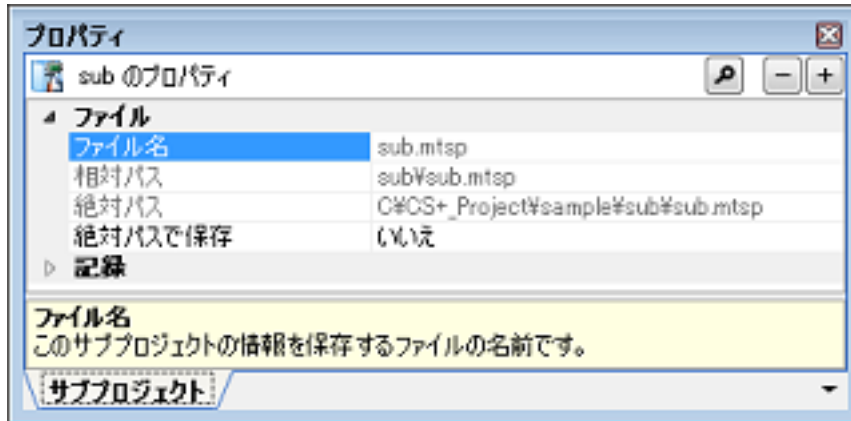 プロパティ
sub のプロパティ
ファイル
ファイル名 sub.mtsp
相対パス sub¥sub.mtsp
絶対パス C¥CS+_Project¥sample¥sub¥sub.mtsp
絶対パスで保存 いいえ
記録
ファイル名
このサブプロジェクトの情報を保存するファイルの名前です。
サブプロジェクト